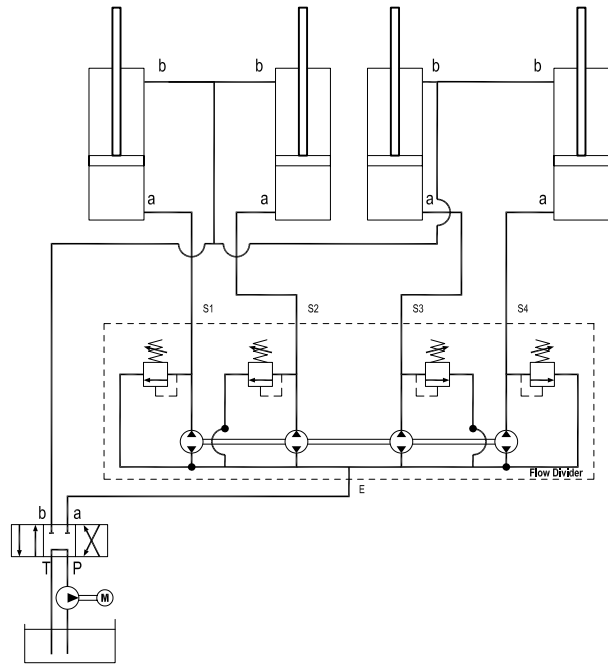 b b b b
a a a a
S1 S2 S3 S4
Flow Divider
E
b a
T P
M